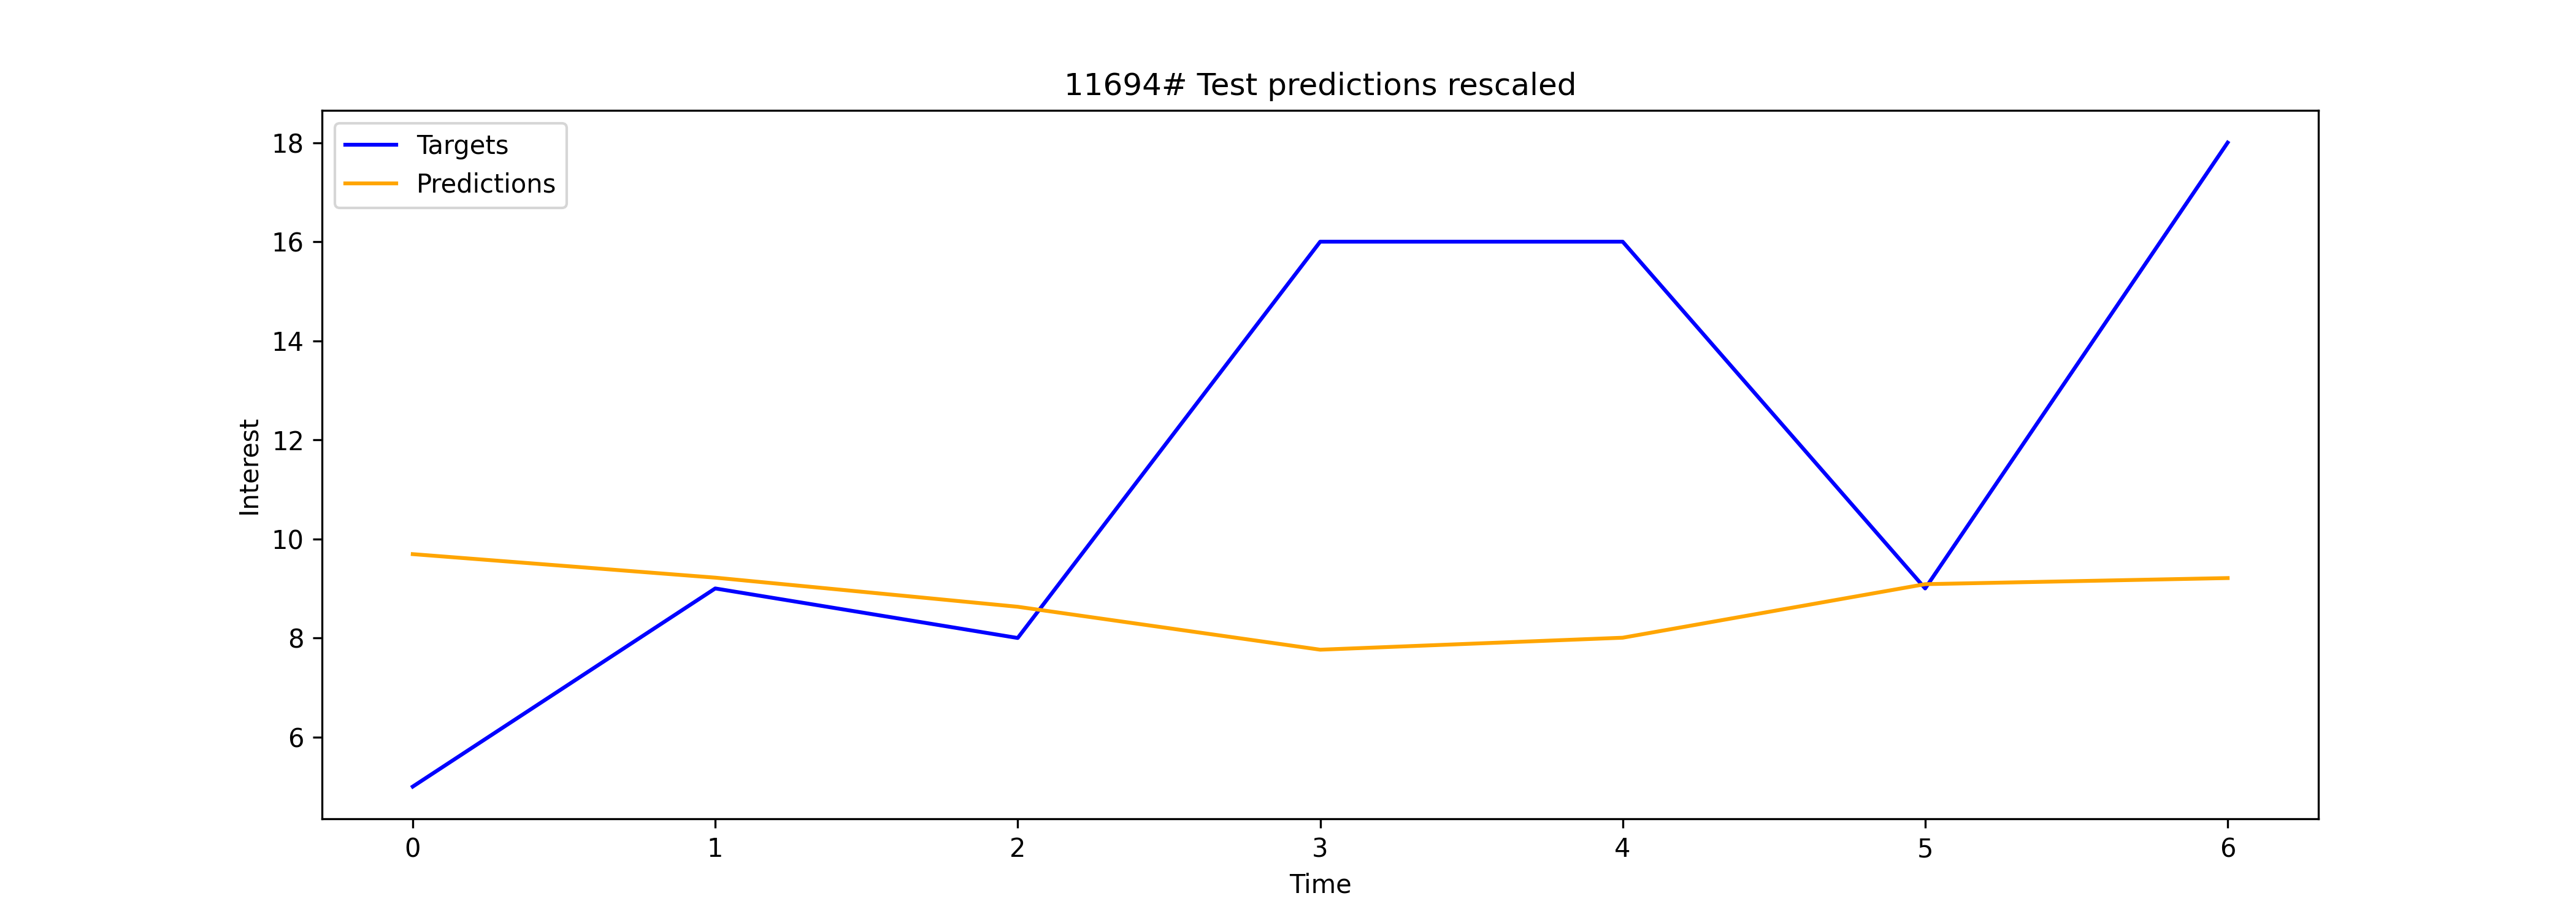 11694# Test predictions rescaled
Targets
Predictions
18
16
14
12
10
8
6
Interest
0 1 2 3 4 5 6
Time